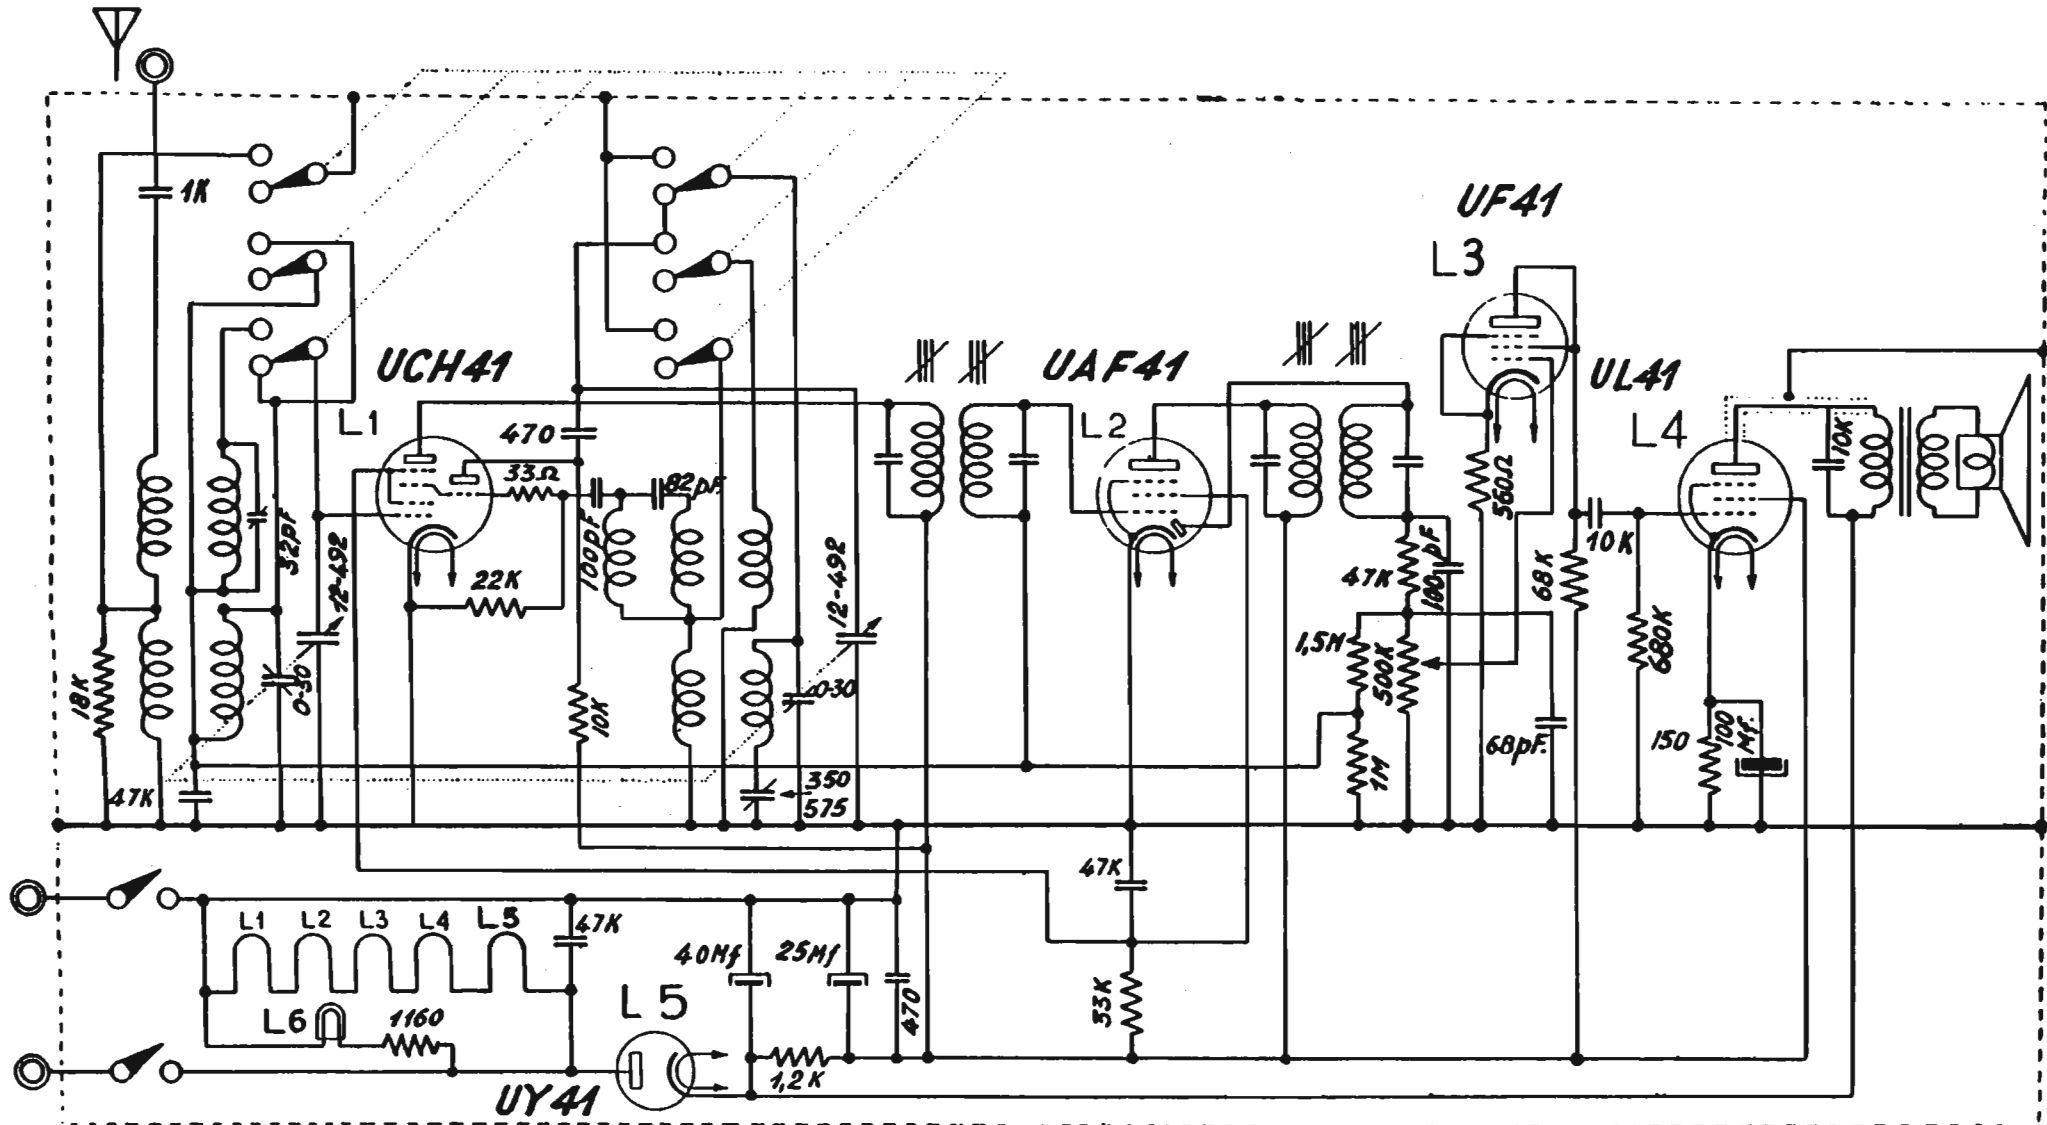 1K
UF41
L3
UCH41
UAF41
UL41
L1
L2
L4
470
33Ω
82pF
560Ω
10K
32pF
12-492
100pF
12-492
47K
100
pF
10K
68K
22K
680K
18K
0-30
10K
0-30
1,5M
500K
1M
68pF.
150
100
Mf.
47K
350
575
47K
L1
L2
L3
L4
L5
47K
40Mf
25Mf
470
33K
L6
1160
L5
1,2K
UY41